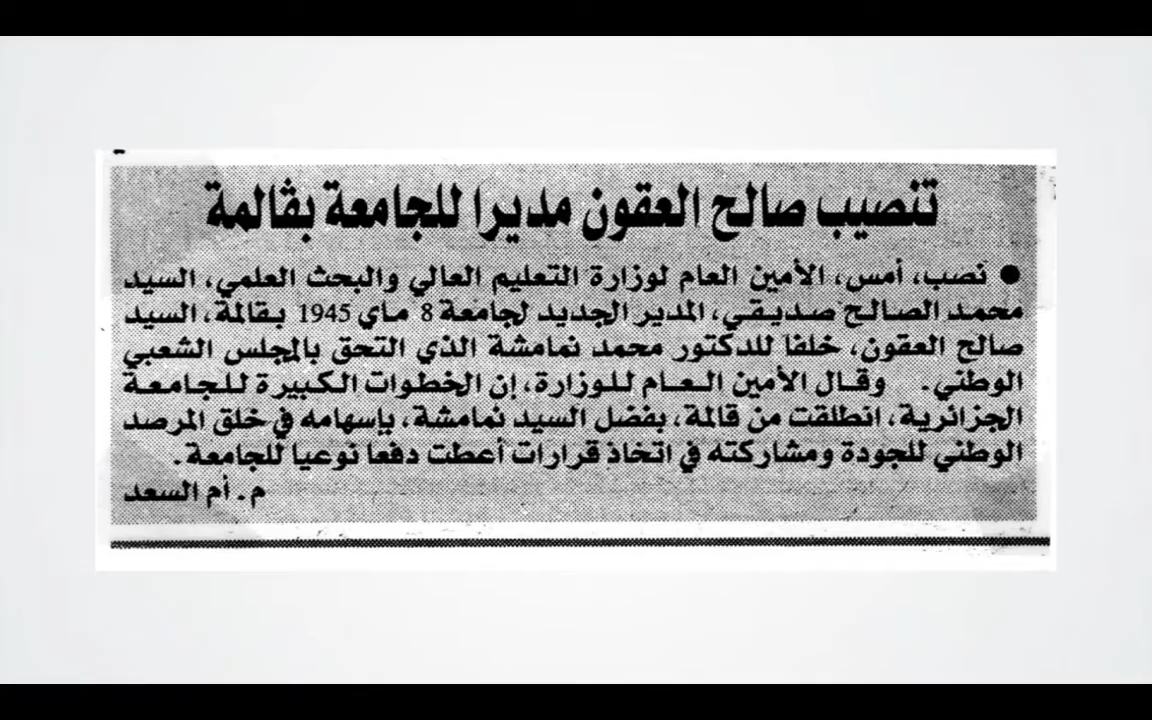 تنصيب صالح العقون مديرا للجامعة بڤالمة
● نصب، أمس، الأمين العام لوزارة التعليم العالي والبحث العلمي، السيد
محمد الصالح صديقي، المدير الجديد لجامعة 8 ماي 1945 بقالمة، السيد
صالح العقون، خلفا للدكتور محمد نمامشة الذي التحق بالمجلس الشعبي
الوطني. وقال الأمين العام للوزارة، إن الخطوات الكبيرة للجامعة
الجزائرية، انطلقت من قالمة، بفضل السيد نمامشة، بإسهامه في خلق المرصد
الوطني للجودة ومشاركته في اتخاذ قرارات أعطت دفعا نوعيا للجامعة.
م. أم السعد